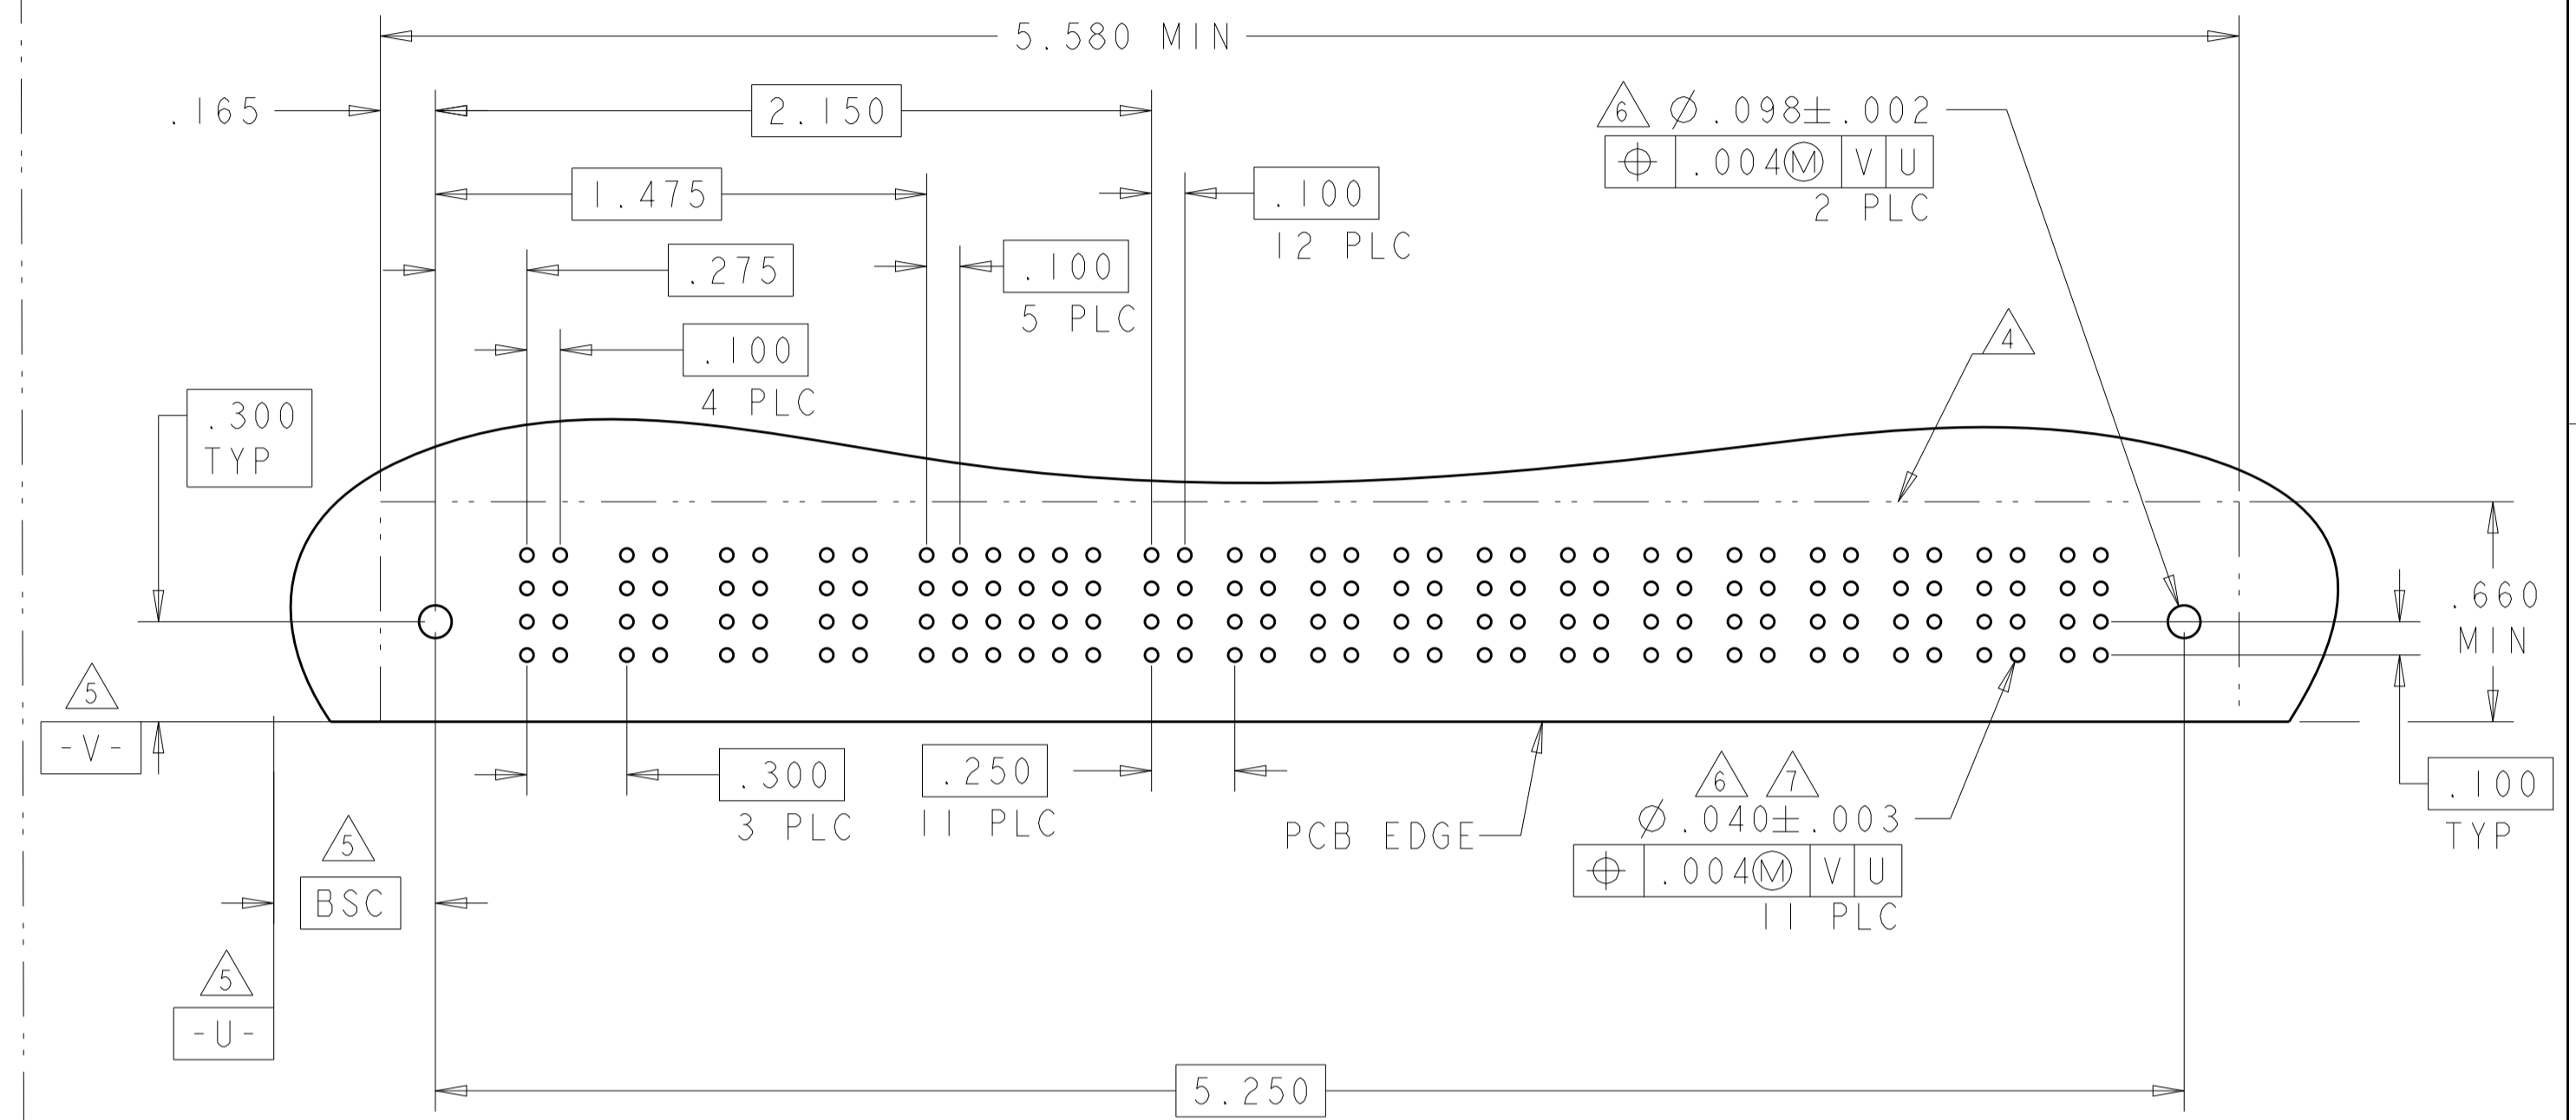 5.580 MIN
.165
2.150
6 Ø.098±.002
⌖ .004Ⓜ V U
2 PLC
1.475
.100
12 PLC
.275
.100
5 PLC
.100
4 PLC
4
.300
TYP
.660
MIN
5
-V-
.300
3 PLC
.250
11 PLC
PCB EDGE
6 7
Ø.040±.003
⌖ .004Ⓜ V U
11 PLC
.100
TYP
5
BSC
5
-U-
5.250